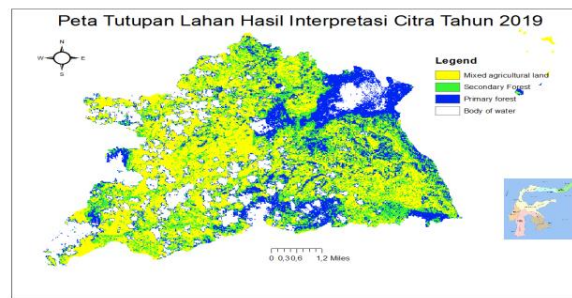 Peta Tutupan Lahan Hasil Interpretasi Citra Tahun 2019
N
W E
S
Legend
Mixed agricultural land
Secondary Forest
Primary forest
Body of water
0 0,30,6 1,2 Miles